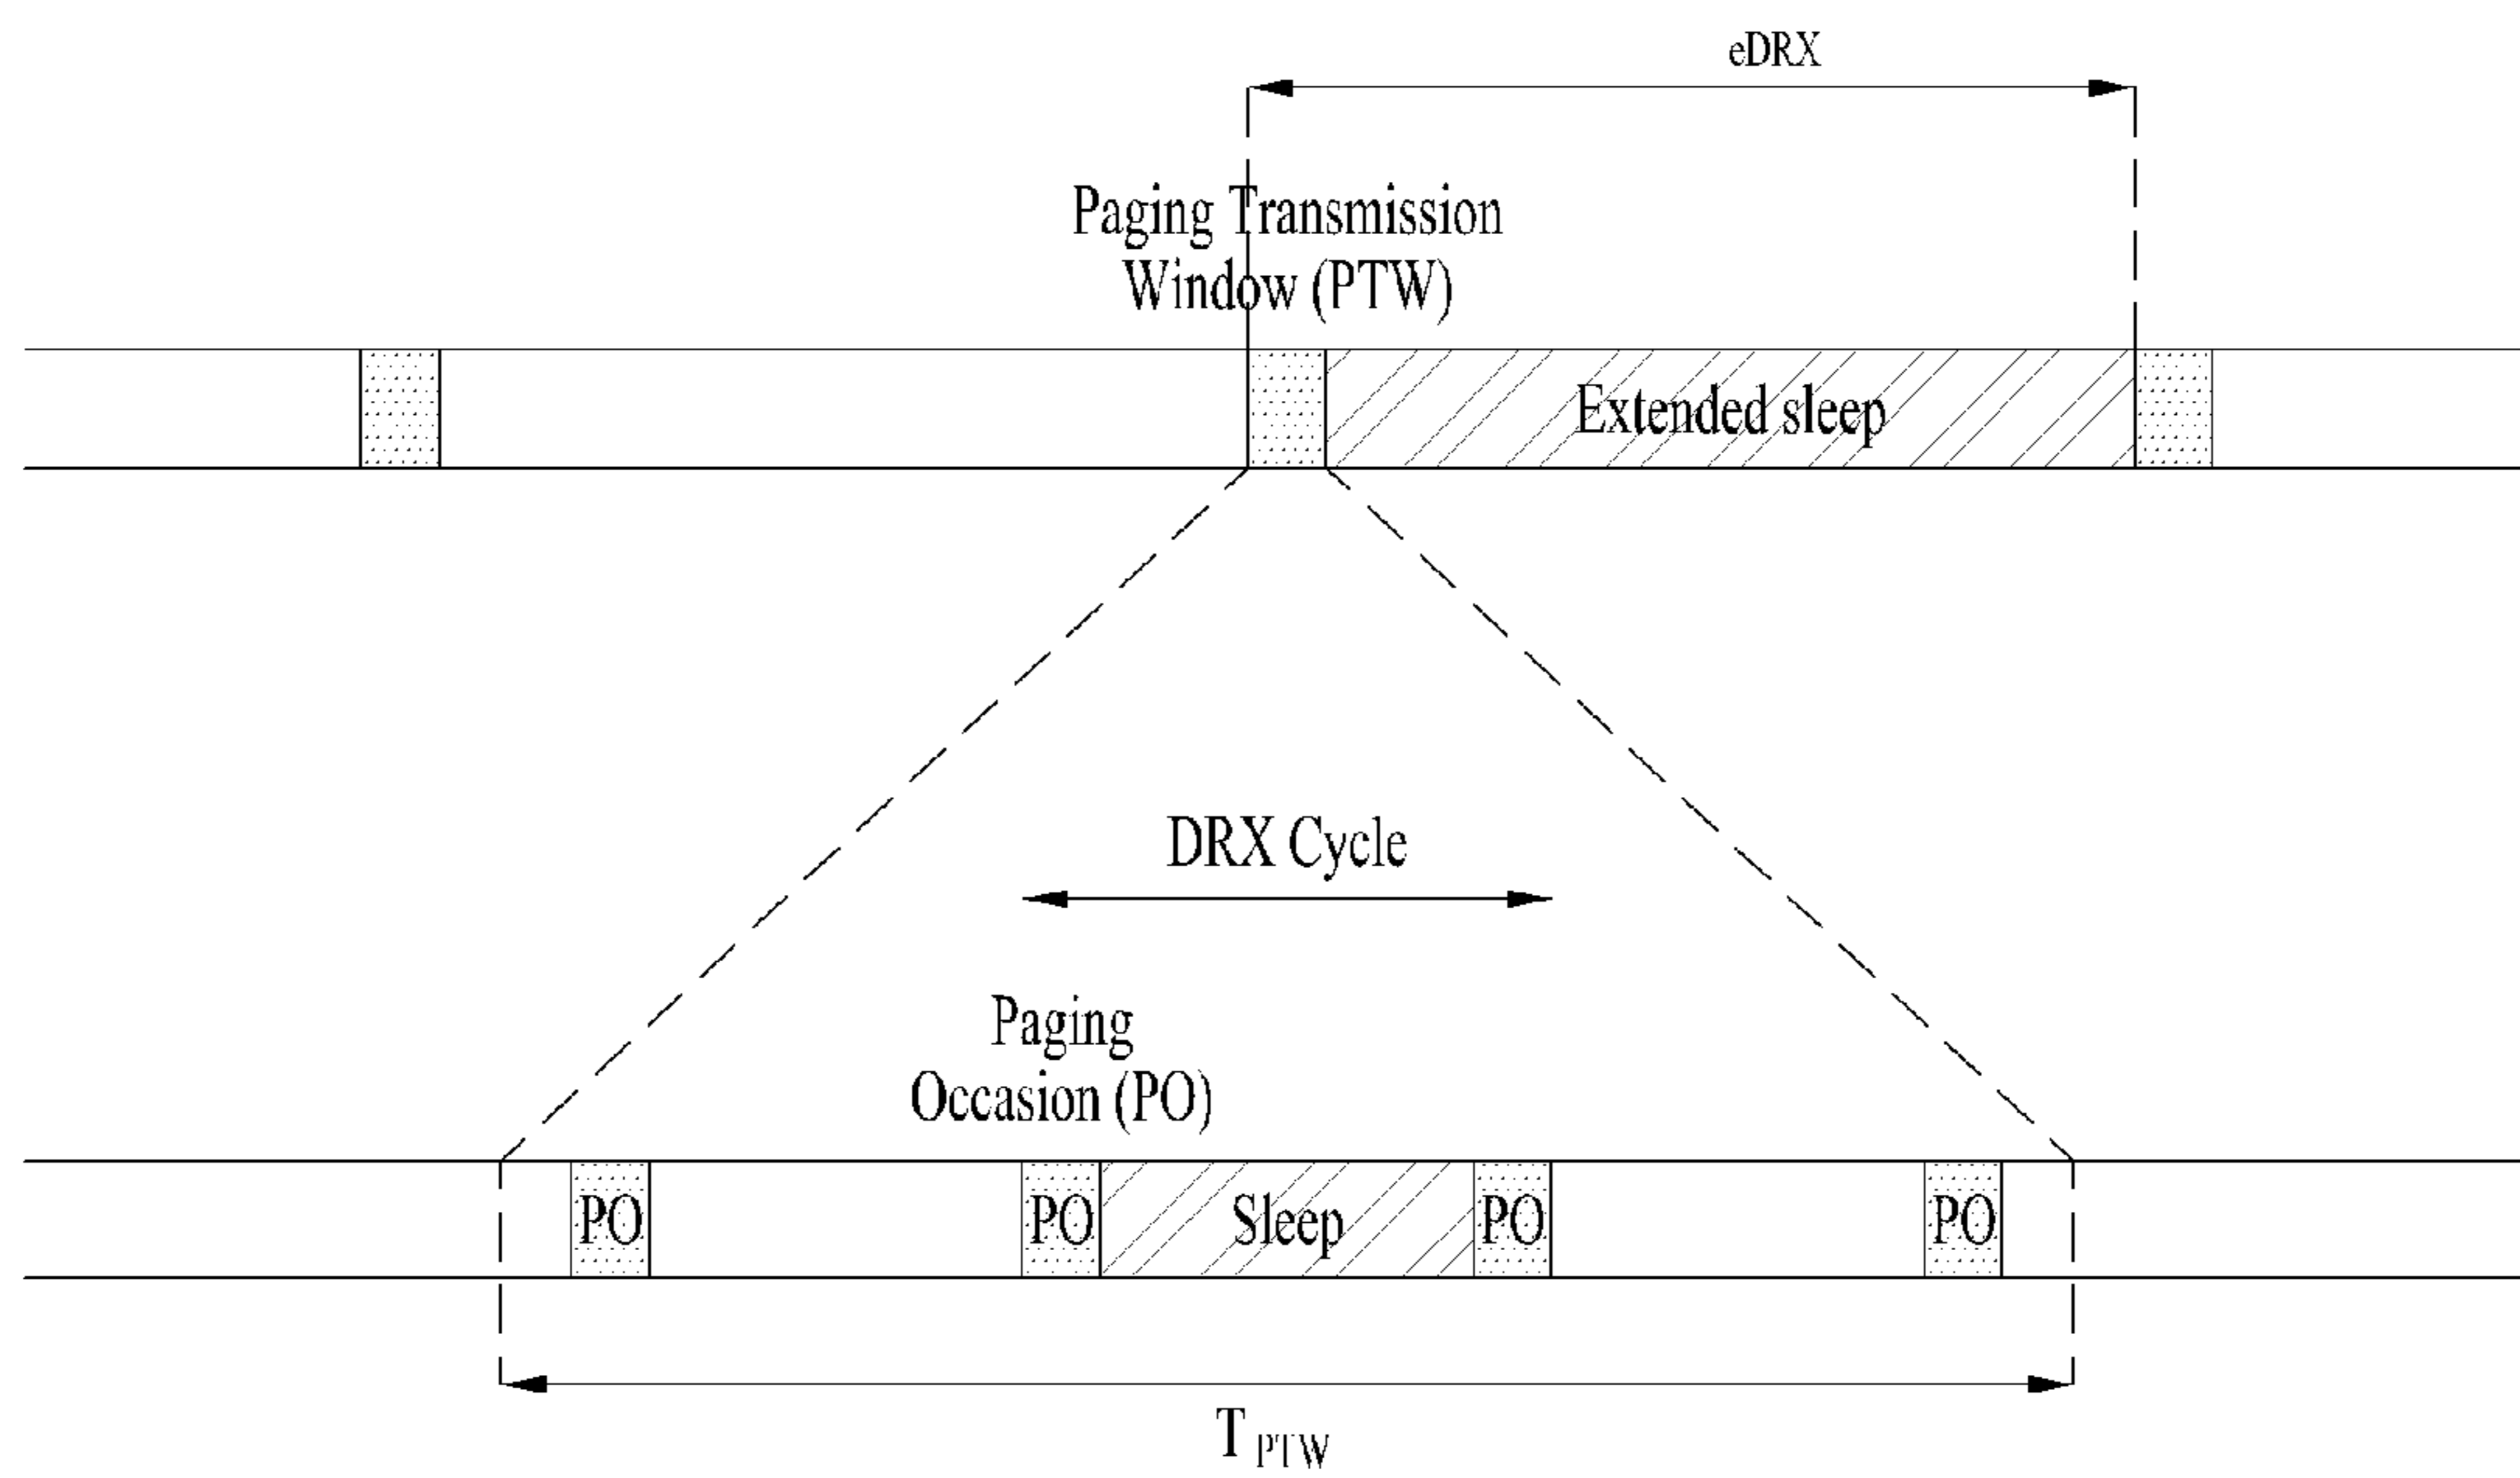 eDRX
Paging Transmission
Window (PTW)
Extended sleep
DRX Cycle
Paging
Occasion (PO)
PO PO Sleep PO PO
T PTW